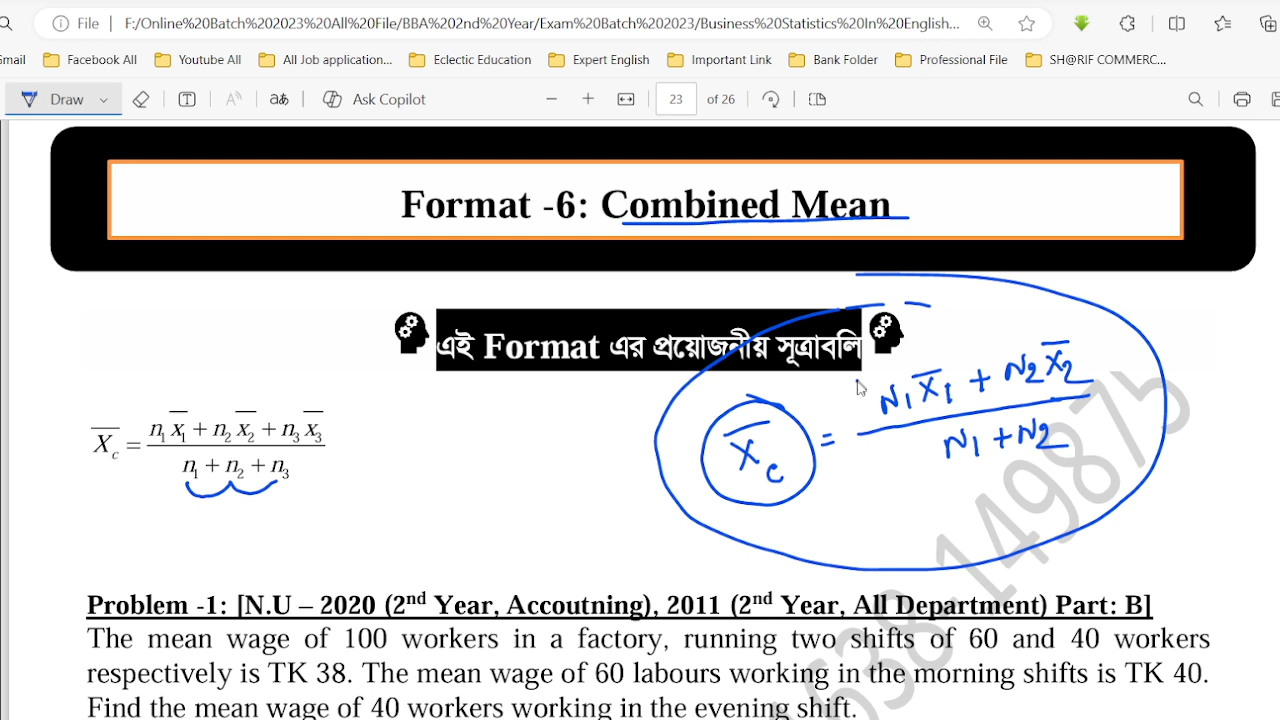 File | F:/Online%20Batch%202023%20All%20File/BBA%202nd%20Year/Exam%20Batch%202023/Business%20Statistics%20In%20English...
Gmail Facebook All Youtube All All Job application... Eclectic Education Expert English Important Link Bank Folder Professional File SH@RIF COMMERC...
Draw aあ Ask Copilot 23 of 26
Format -6: Combined Mean
এই Format এর প্রয়োজনীয় সূত্রাবলি
X̄c = (n₁X̄₁ + n₂X̄₂ + n₃X̄₃) / (n₁ + n₂ + n₃)
X̄c = (N₁X̄₁ + N₂X̄₂) / (N₁ + N₂)
Problem -1: [N.U – 2020 (2nd Year, Accoutning), 2011 (2nd Year, All Department) Part: B]
The mean wage of 100 workers in a factory, running two shifts of 60 and 40 workers
respectively is TK 38. The mean wage of 60 labours working in the morning shifts is TK 40.
Find the mean wage of 40 workers working in the evening shift.
638-149875